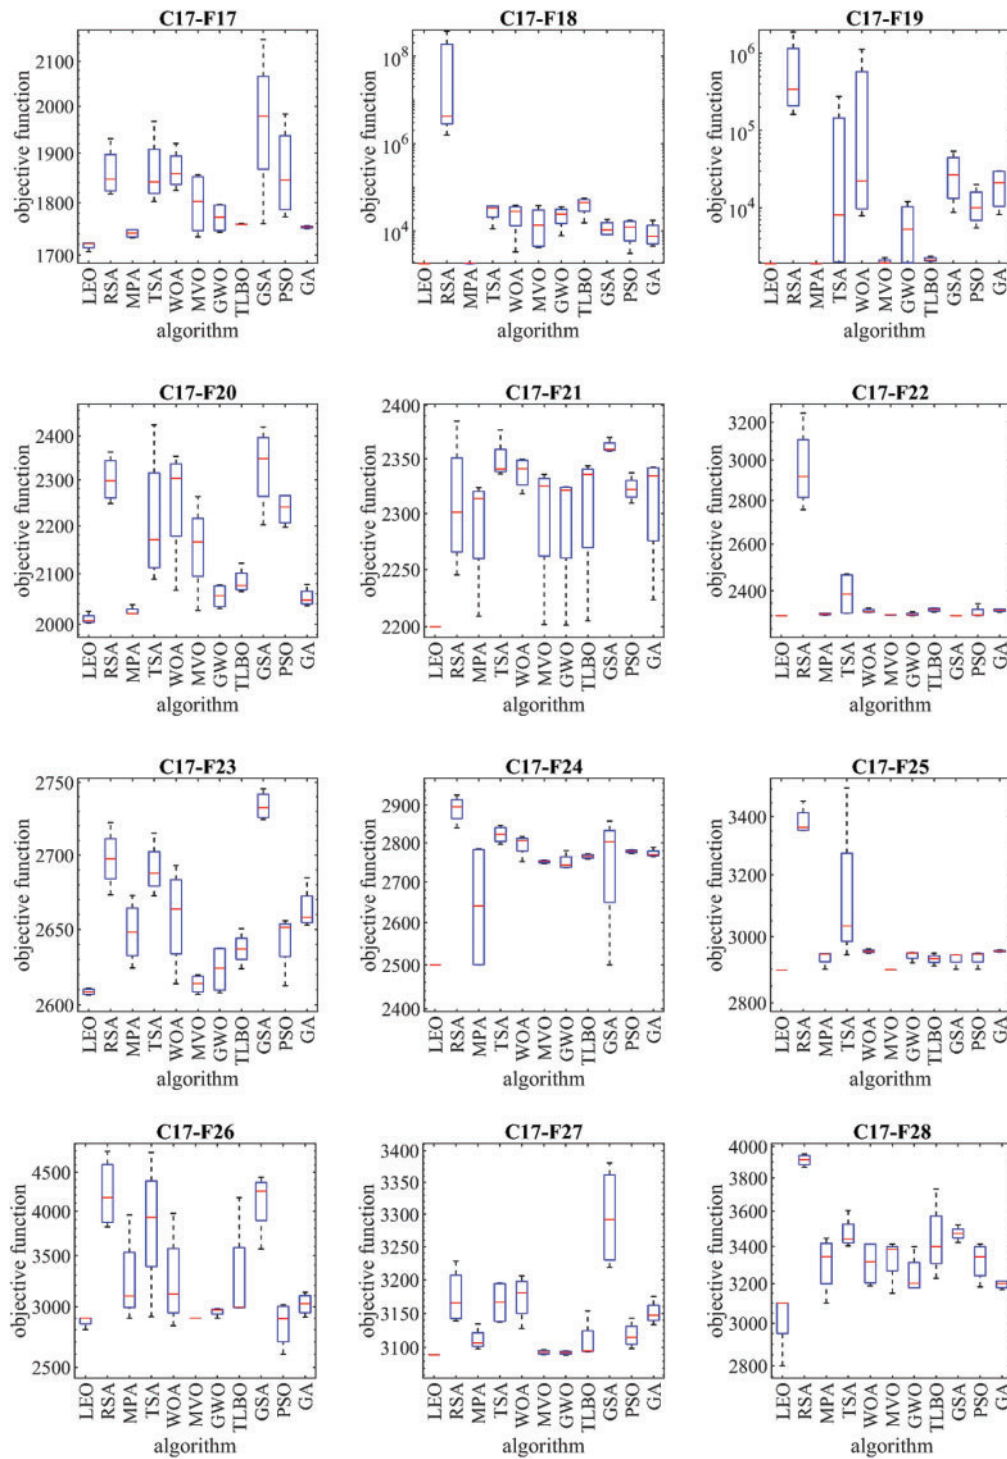 C17-F17
C17-F18
C17-F19
objective function
2100
2000
1900
1800
1700
LEO
RSA
MPA
TSA
WOA
MVO
GWO
TLBO
GSA
PSO
GA
algorithm
objective function
10^8
10^6
10^4
LEO
RSA
MPA
TSA
WOA
MVO
GWO
TLBO
GSA
PSO
GA
algorithm
objective function
10^6
10^5
10^4
LEO
RSA
MPA
TSA
WOA
MVO
GWO
TLBO
GSA
PSO
GA
algorithm
C17-F20
C17-F21
C17-F22
objective function
2400
2300
2200
2100
2000
LEO
RSA
MPA
TSA
WOA
MVO
GWO
TLBO
GSA
PSO
GA
algorithm
objective function
2400
2350
2300
2250
2200
LEO
RSA
MPA
TSA
WOA
MVO
GWO
TLBO
GSA
PSO
GA
algorithm
objective function
3200
3000
2800
2600
2400
LEO
RSA
MPA
TSA
WOA
MVO
GWO
TLBO
GSA
PSO
GA
algorithm
C17-F23
C17-F24
C17-F25
objective function
2750
2700
2650
2600
LEO
RSA
MPA
TSA
WOA
MVO
GWO
TLBO
GSA
PSO
GA
algorithm
objective function
2900
2800
2700
2600
2500
2400
LEO
RSA
MPA
TSA
WOA
MVO
GWO
TLBO
GSA
PSO
GA
algorithm
objective function
3400
3200
3100
2900
2800
LEO
RSA
MPA
TSA
WOA
MVO
GWO
TLBO
GSA
PSO
GA
algorithm
C17-F26
C17-F27
C17-F28
objective function
4500
4000
3500
3000
2500
LEO
RSA
MPA
TSA
WOA
MVO
GWO
TLBO
GSA
PSO
GA
algorithm
objective function
3400
3300
3200
3150
3100
LEO
RSA
MPA
TSA
WOA
MVO
GWO
TLBO
GSA
PSO
GA
algorithm
objective function
4000
3800
3600
3400
3200
3000
2800
LEO
RSA
MPA
TSA
WOA
MVO
GWO
TLBO
GSA
PSO
GA
algorithm